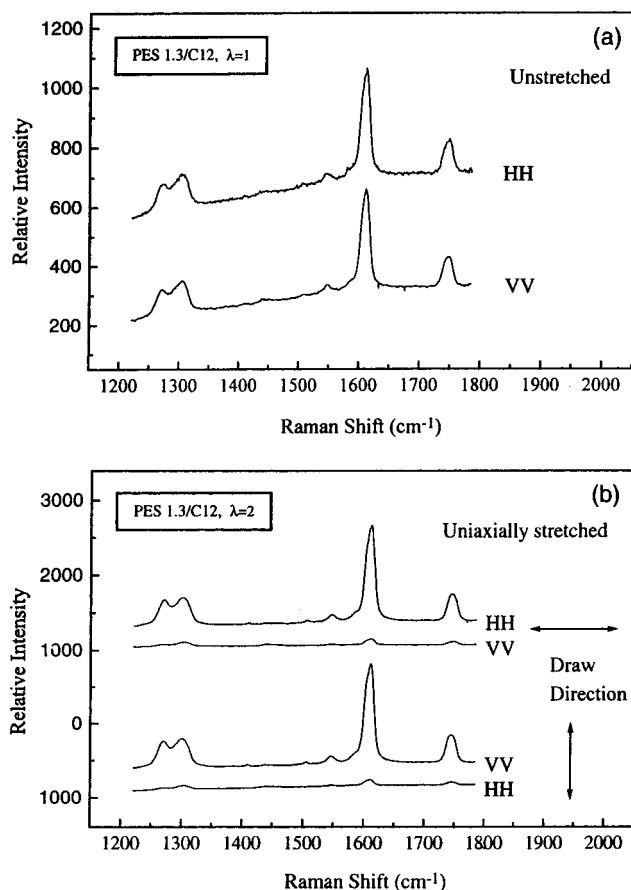 (a)
PES 1.3/C12, λ=1
Unstretched
HH
VV
Relative Intensity
1200
1000
800
600
400
200
1200 1300 1400 1500 1600 1700 1800 1900 2000
Raman Shift (cm-1)
(b)
PES 1.3/C12, λ=2
Uniaxially stretched
HH
VV
Draw
Direction
VV
HH
Relative Intensity
3000
2000
1000
0
1000
1200 1300 1400 1500 1600 1700 1800 1900 2000
Raman Shift (cm-1)